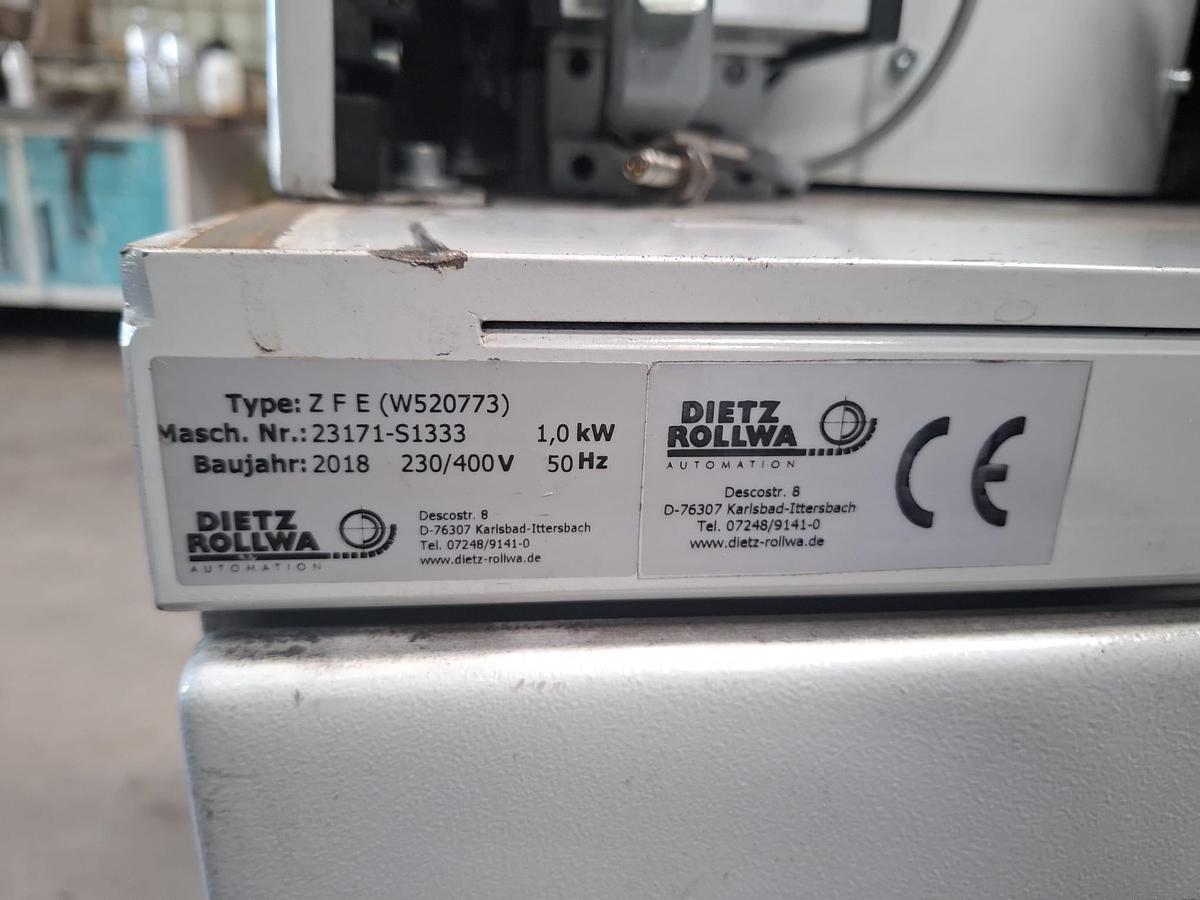 Type: Z F E (W520773)
Masch. Nr.: 23171-S1333 1,0 kW
Baujahr: 2018 230/400 V 50 Hz
DIETZ
ROLLWA
AUTOMATION
Descostr. 8
D-76307 Karlsbad-Ittersbach
Tel. 07248/9141-0
www.dietz-rollwa.de
DIETZ
ROLLWA
AUTOMATION
Descostr. 8
D-76307 Karlsbad-Ittersbach
Tel. 07248/9141-0
www.dietz-rollwa.de
CE